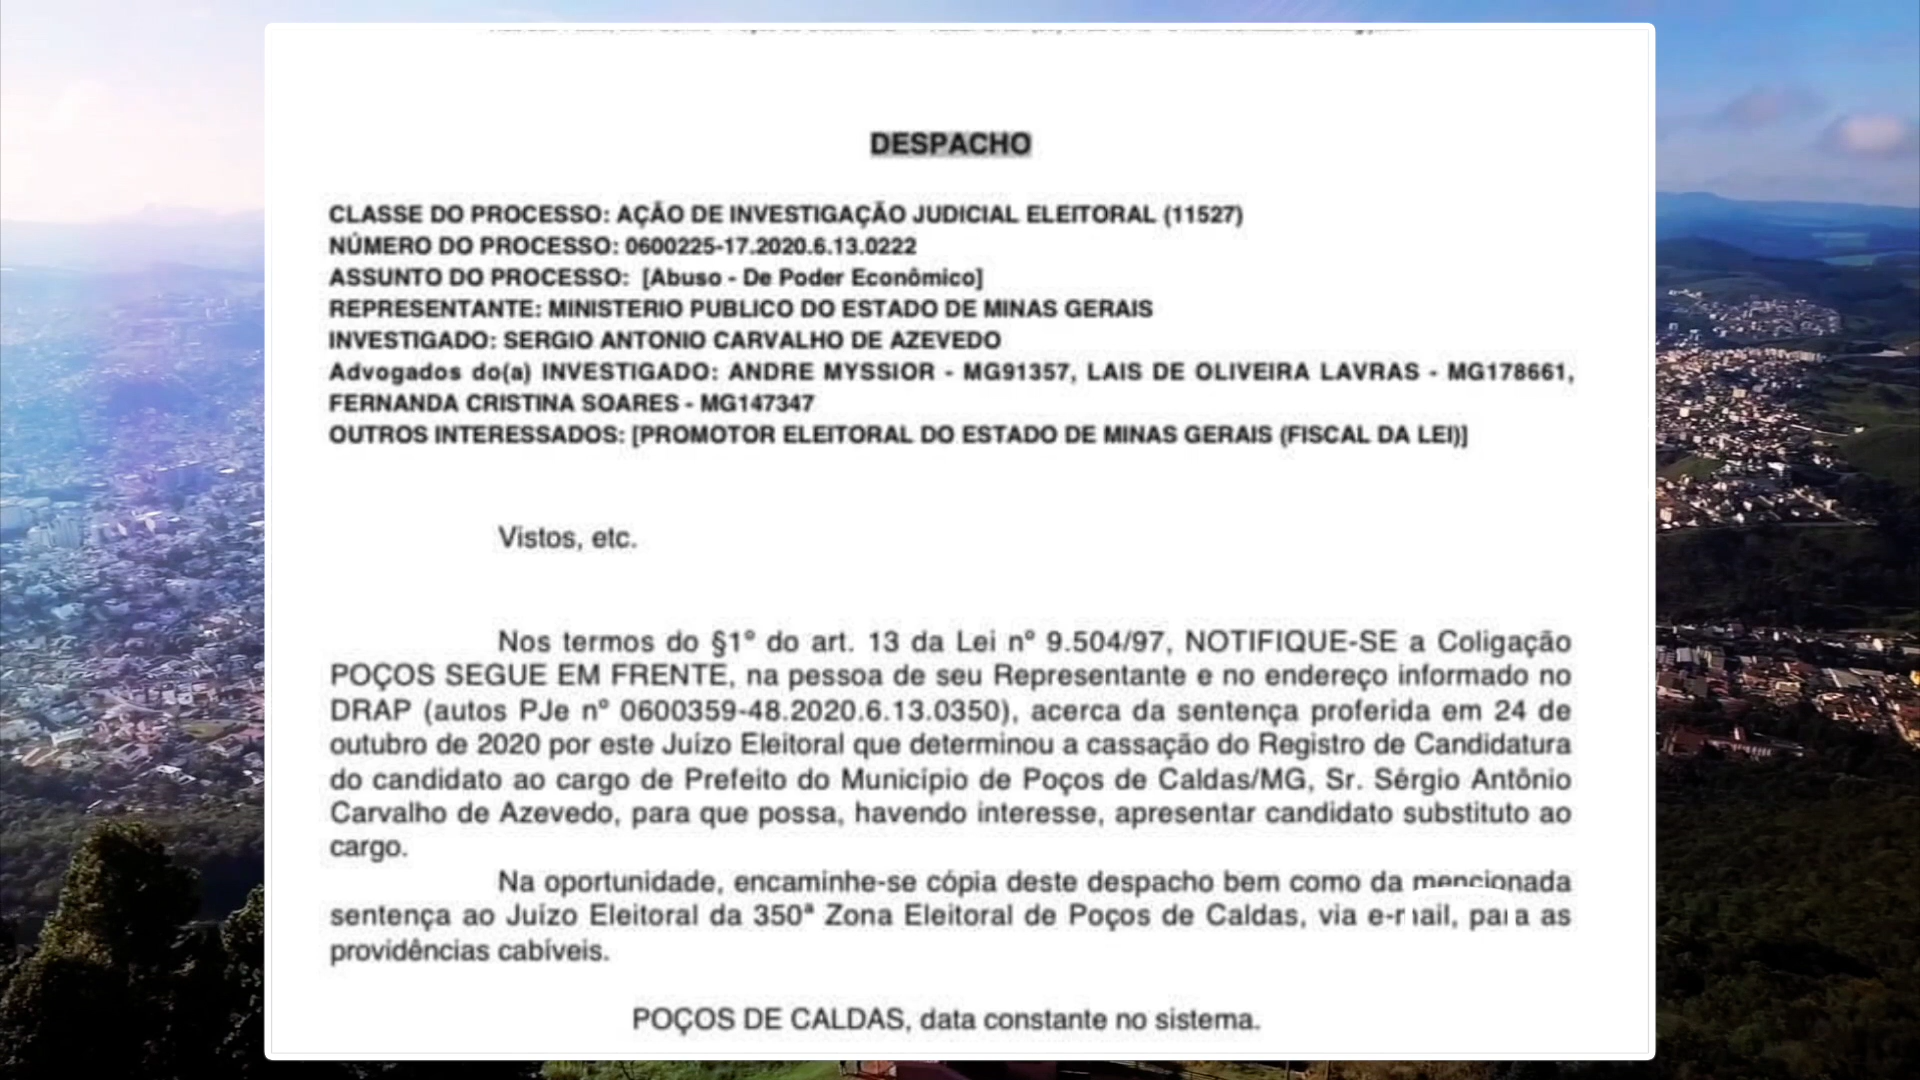 DESPACHO
CLASSE DO PROCESSO: AÇÃO DE INVESTIGAÇÃO JUDICIAL ELEITORAL (11527)
NÚMERO DO PROCESSO: 0600225-17.2020.6.13.0222
ASSUNTO DO PROCESSO: [Abuso - De Poder Econômico]
REPRESENTANTE: MINISTERIO PUBLICO DO ESTADO DE MINAS GERAIS
INVESTIGADO: SERGIO ANTONIO CARVALHO DE AZEVEDO
Advogados do(a) INVESTIGADO: ANDRE MYSSIOR - MG91357, LAIS DE OLIVEIRA LAVRAS - MG178661,
FERNANDA CRISTINA SOARES - MG147347
OUTROS INTERESSADOS: [PROMOTOR ELEITORAL DO ESTADO DE MINAS GERAIS (FISCAL DA LEI)]
Vistos, etc.
Nos termos do §1º do art. 13 da Lei nº 9.504/97, NOTIFIQUE-SE a Coligação
POÇOS SEGUE EM FRENTE, na pessoa de seu Representante e no endereço informado no
DRAP (autos PJe nº 0600359-48.2020.6.13.0350), acerca da sentença proferida em 24 de
outubro de 2020 por este Juízo Eleitoral que determinou a cassação do Registro de Candidatura
do candidato ao cargo de Prefeito do Município de Poços de Caldas/MG, Sr. Sérgio Antônio
Carvalho de Azevedo, para que possa, havendo interesse, apresentar candidato substituto ao
cargo.
Na oportunidade, encaminhe-se cópia deste despacho bem como da mencionada
sentença ao Juízo Eleitoral da 350ª Zona Eleitoral de Poços de Caldas, via e-mail, para as
providências cabíveis.
POÇOS DE CALDAS, data constante no sistema.